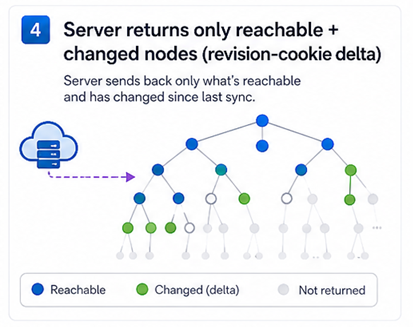 4
Server returns only reachable +
changed nodes (revision-cookie delta)
Server sends back only what's reachable
and has changed since last sync.
Reachable
Changed (delta)
Not returned